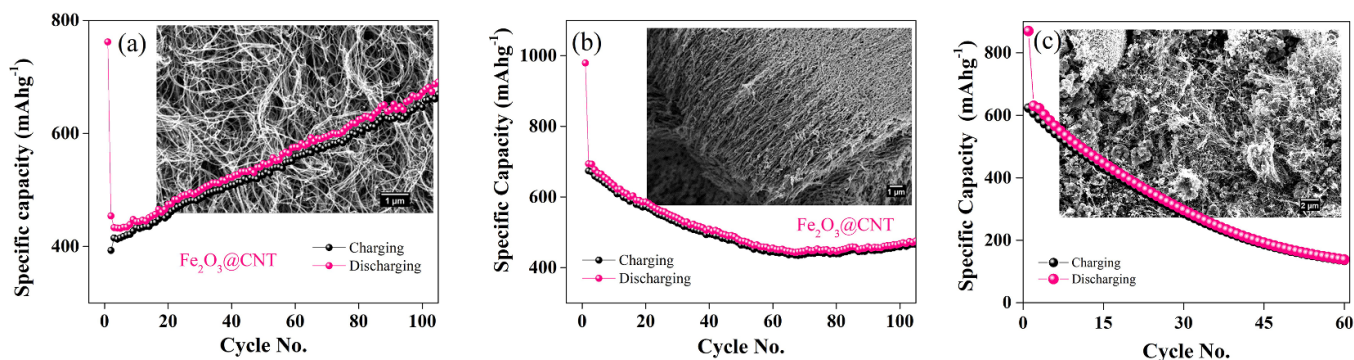 (a)
Specific capacity (mAhg⁻¹)
800
600
400
0 20 40 60 80 100
Cycle No.
Fe₂O₃@CNT
Charging
Discharging
1 µm
(b)
Specific Capacity (mAhg⁻¹)
1000
800
600
400
0 20 40 60 80 100
Cycle No.
Fe₂O₃@CNT
Charging
Discharging
1 µm
(c)
Specific Capacity (mAhg⁻¹)
800
600
400
200
0
0 15 30 45 60
Cycle No.
Charging
Discharging
2 µm